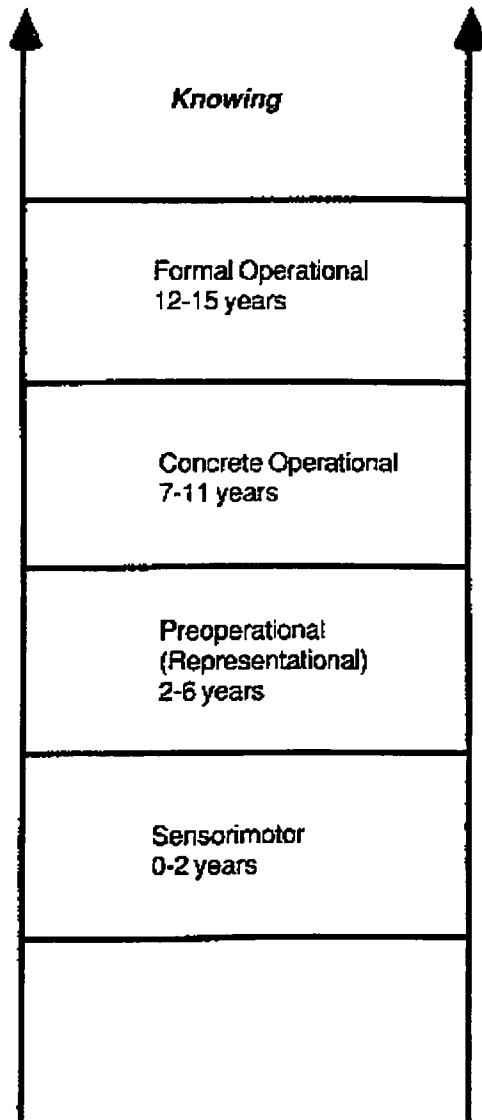 Knowing
Formal Operational
12-15 years
Concrete Operational
7-11 years
Preoperational
(Representational)
2-6 years
Sensorimotor
0-2 years